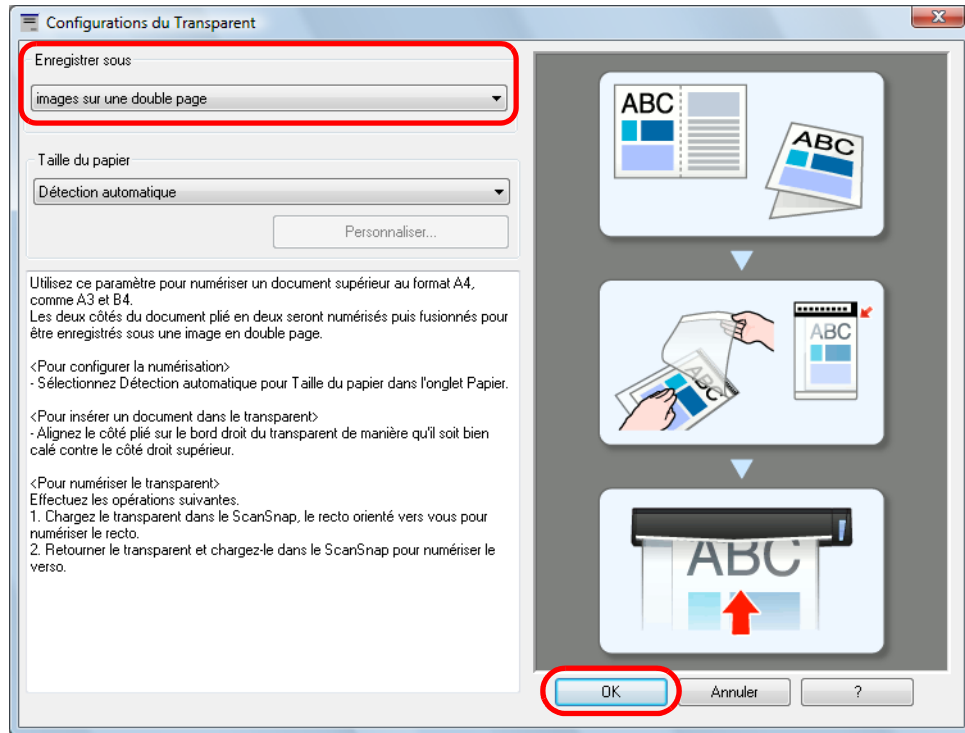 Configurations du Transparent
Enregistrer sous
images sur une double page
Taille du papier
Détection automatique
Personnaliser...
Utilisez ce paramètre pour numériser un document supérieur au format A4,
comme A3 et B4.
Les deux côtés du document plié en deux seront numérisés puis fusionnés pour
être enregistrés sous une image en double page.
<Pour configurer la numérisation>
- Sélectionnez Détection automatique pour Taille du papier dans l'onglet Papier.
<Pour insérer un document dans le transparent>
- Alignez le côté plié sur le bord droit du transparent de manière qu'il soit bien
calé contre le côté droit supérieur.
<Pour numériser le transparent>
Effectuez les opérations suivantes.
1. Chargez le transparent dans le ScanSnap, le recto orienté vers vous pour
numériser le recto.
2. Retourner le transparent et chargez-le dans le ScanSnap pour numériser le
verso.
ABC
ABC
ABC
ABC
ABC
OK
Annuler
?